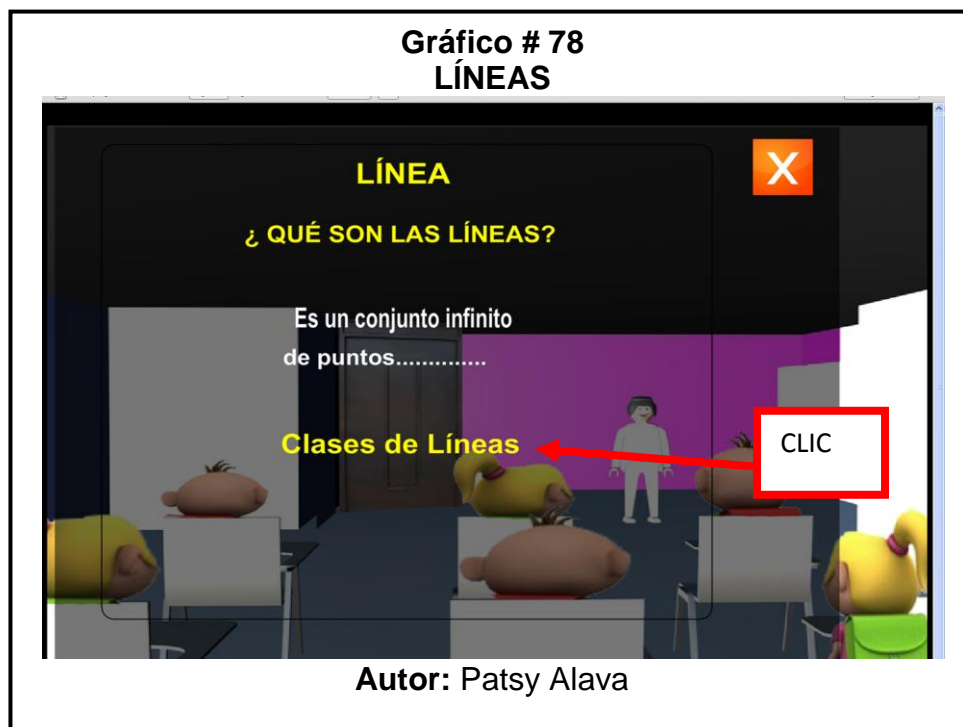 Gráfico # 78
LÍNEAS
LÍNEA
X
¿ QUÉ SON LAS LÍNEAS?
Es un conjunto infinito
de puntos..............
Clases de Líneas
CLIC
Autor: Patsy Alava